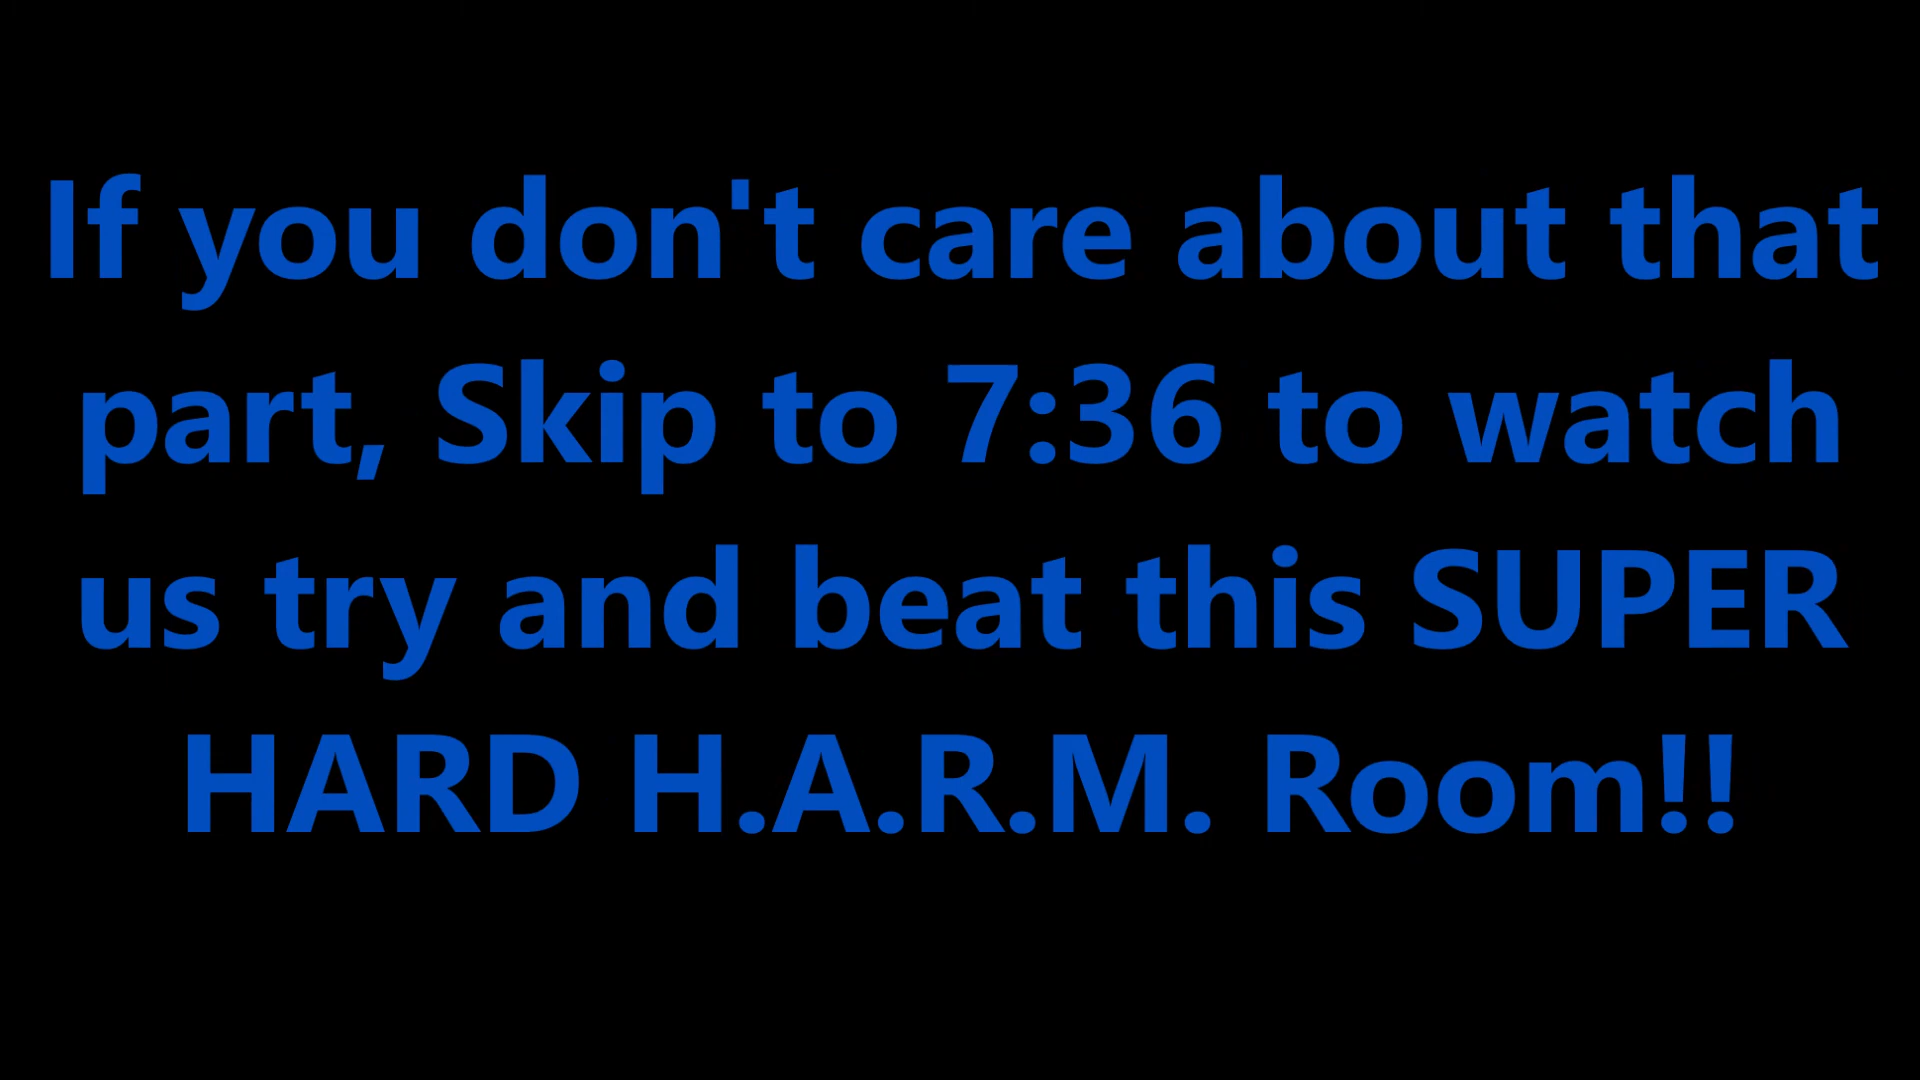 If you don't care about that
part, Skip to 7:36 to watch
us try and beat this SUPER
HARD H.A.R.M. Room!!